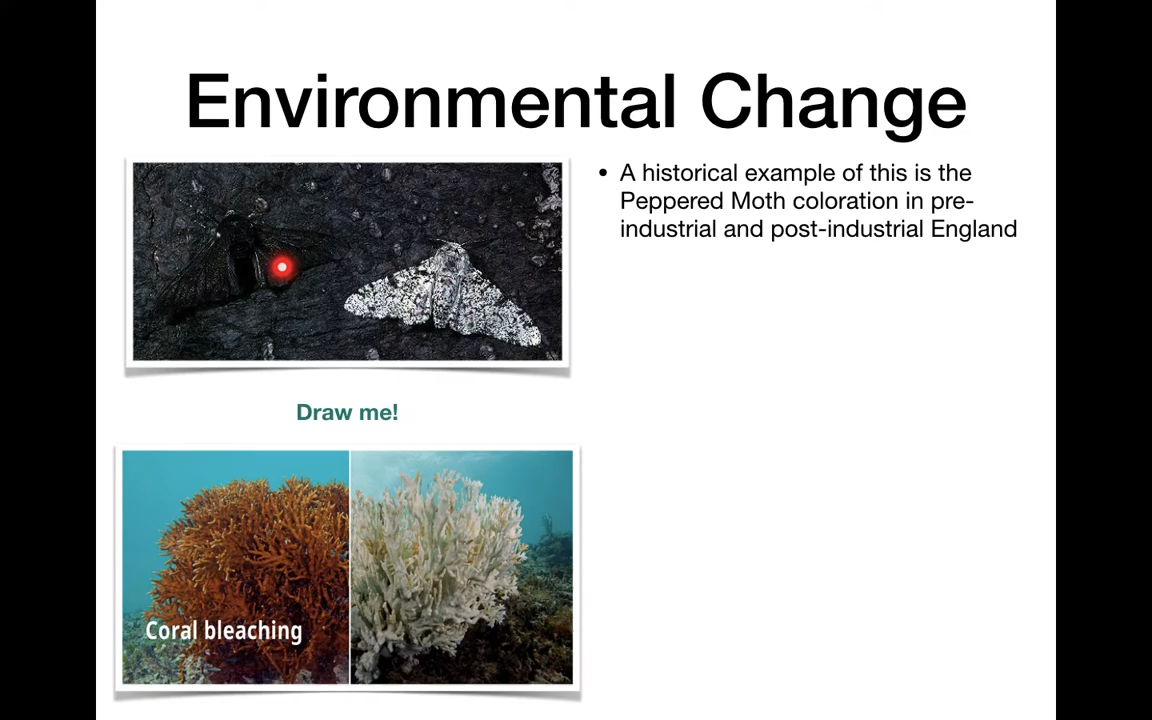 Environmental Change
• A historical example of this is the
Peppered Moth coloration in pre-
industrial and post-industrial England
Draw me!
Coral bleaching